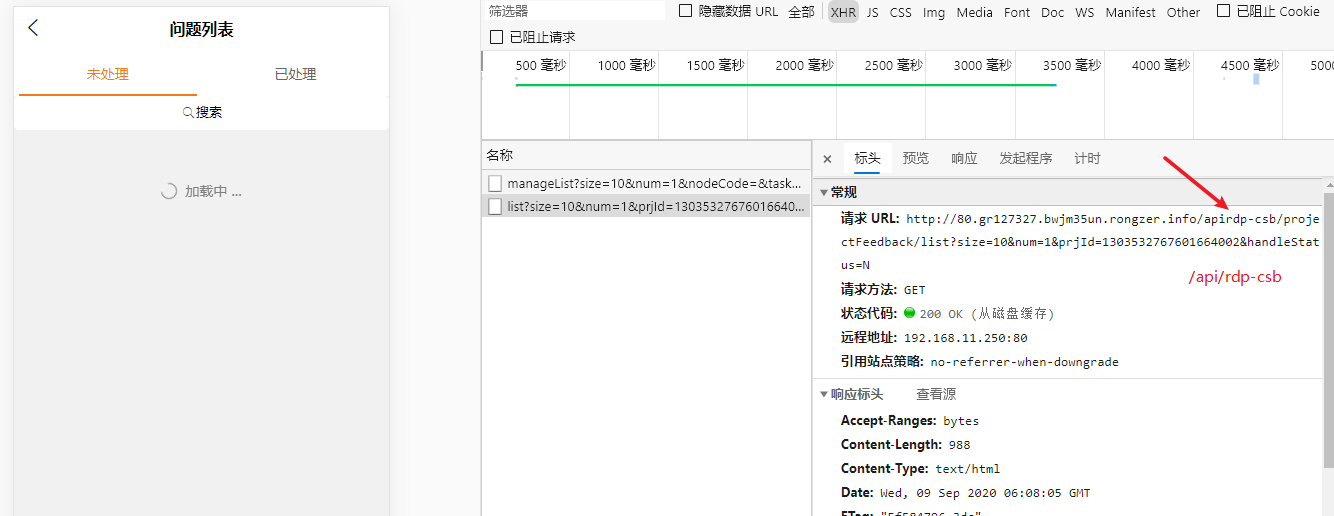 问题列表
未处理
已处理
搜索
加载中 ...
筛选器
隐藏数据 URL
全部
XHR
JS
CSS
Img
Media
Font
Doc
WS
Manifest
Other
已阻止 Cookie
已阻止请求
500 毫秒
1000 毫秒
1500 毫秒
2000 毫秒
2500 毫秒
3000 毫秒
3500 毫秒
4000 毫秒
4500 毫秒
5000
名称
manageList?size=10&num=1&nodeCode=&task...
list?size=10&num=1&prjId=13035327676016640...
×
标头
预览
响应
发起程序
计时
常规
请求 URL: http://80.gr127327.bwjm35un.rongzer.info/apirdp-csb/proje
ctFeedback/list?size=10&num=1&prjId=1303532767601664002&handleStat
us=N
/api/rdp-csb
请求方法: GET
状态代码: 200 OK (从磁盘缓存)
远程地址: 192.168.11.250:80
引用站点策略: no-referrer-when-downgrade
响应标头
查看源
Accept-Ranges: bytes
Content-Length: 988
Content-Type: text/html
Date: Wed, 09 Sep 2020 06:08:05 GMT